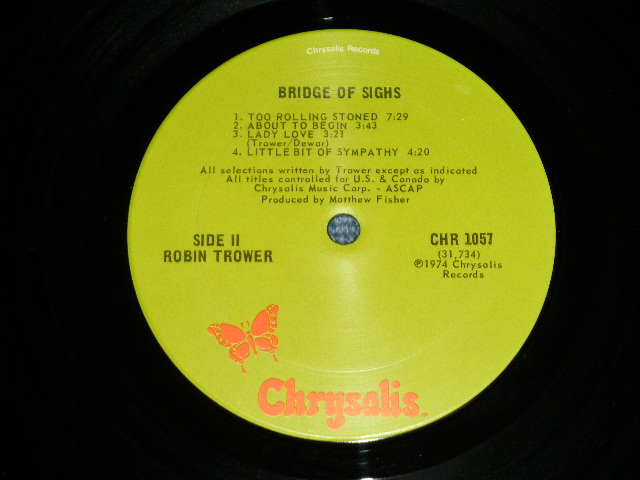 Chrysalis Records
BRIDGE OF SIGHS
1. TOO ROLLING STONED 7:29
2. ABOUT TO BEGIN 3:43
3. LADY LOVE 3:21
(Trower/Dewar)
4. LITTLE BIT OF SYMPATHY 4:20
All selections written by Trower except as indicated
All titles controlled for U.S. & Canada by
Chrysalis Music Corp. - ASCAP
Produced by Matthew Fisher
SIDE II
ROBIN TROWER
CHR 1057
(31,734)
℗1974 Chrysalis
Records
Chrysalis™